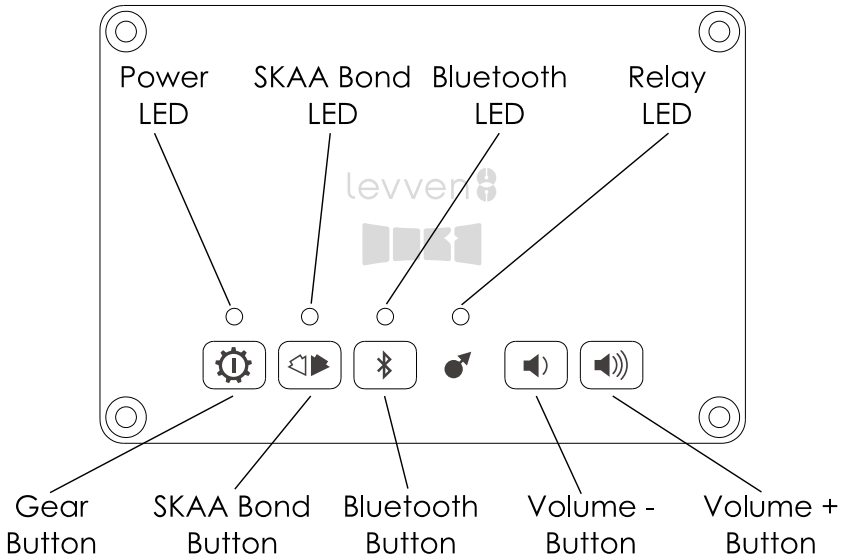 Power
LED
SKAA Bond
LED
Bluetooth
LED
Relay
LED
levven
Gear
Button
SKAA Bond
Button
Bluetooth
Button
Volume -
Button
Volume +
Button